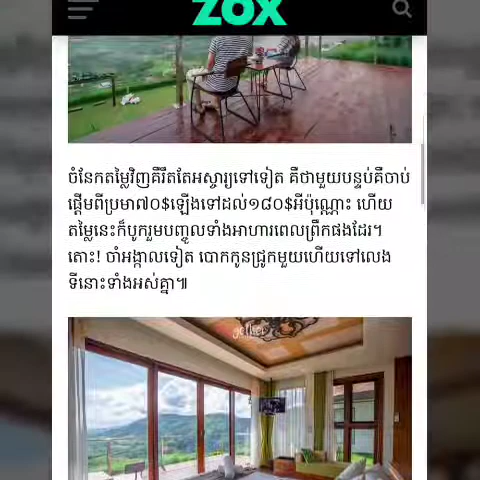 ZOX
ចំនែកតម្លៃវិញគឺរឹតតែអស្ចារ្យទៅទៀត គឺជាមួយបន្ទប់គឺចាប់
ផ្ដើមពីប្រមា៧០$ឡើងទៅដល់១៨០$អីប៉ុណ្ណោះ ហើយ
តម្លៃនេះក៏បូករួមបញ្ចូលទាំងអាហារពេលព្រឹកផងដែរ។
តោះ! ចាំអង្កាលទៀត បោកកូនជ្រូកមួយហើយទៅលេង
ទីនោះទាំងអស់គ្នា៕
gother